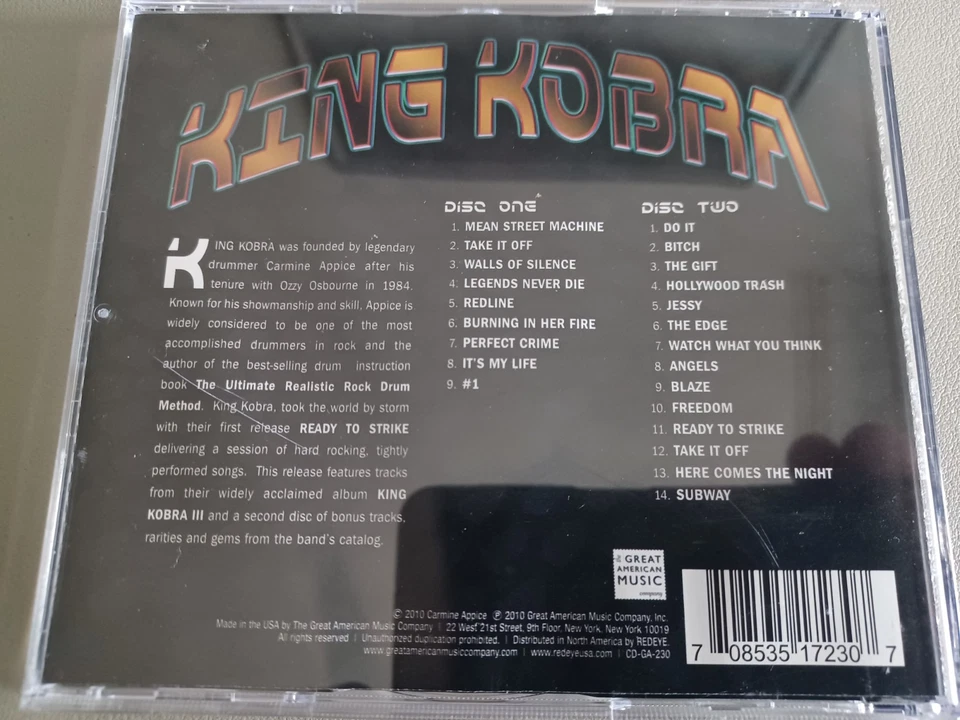 KING KOBRA
KING KOBRA was founded by legendary
drummer Carmine Appice after his
tenure with Ozzy Osbourne in 1984.
Known for his showmanship and skill, Appice is
widely considered to be one of the most
accomplished drummers in rock and the
author of the best-selling drum instruction
book The Ultimate Realistic Rock Drum
Method. King Kobra, took the world by storm
with their first release READY TO STRIKE
delivering a session of hard rocking, tightly
performed songs. This release features tracks
from their widely acclaimed album KING
KOBRA III and a second disc of bonus tracks,
rarities and gems from the band's catalog.
DISC ONE
1. MEAN STREET MACHINE
2. TAKE IT OFF
3. WALLS OF SILENCE
4. LEGENDS NEVER DIE
5. REDLINE
6. BURNING IN HER FIRE
7. PERFECT CRIME
8. IT'S MY LIFE
9. #1
DISC TWO
1. DO IT
2. BITCH
3. THE GIFT
4. HOLLYWOOD TRASH
5. JESSY
6. THE EDGE
7. WATCH WHAT YOU THINK
8. ANGELS
9. BLAZE
10. FREEDOM
11. READY TO STRIKE
12. TAKE IT OFF
13. HERE COMES THE NIGHT
14. SUBWAY
GREAT
AMERICAN
MUSIC
company
© 2010 Carmine Appice ℗ 2010 Great American Music Company, Inc.
Made in the USA by The Great American Music Company | 22 West 21st Street, 9th Floor, New York, New York 10019
All rights reserved | Unauthorized duplication prohibited. | Distributed in North America by REDEYE.
www.greatamericanmusiccompany.com | www.redeyeusa.com | CD-GA-230
7 08535 17230 7